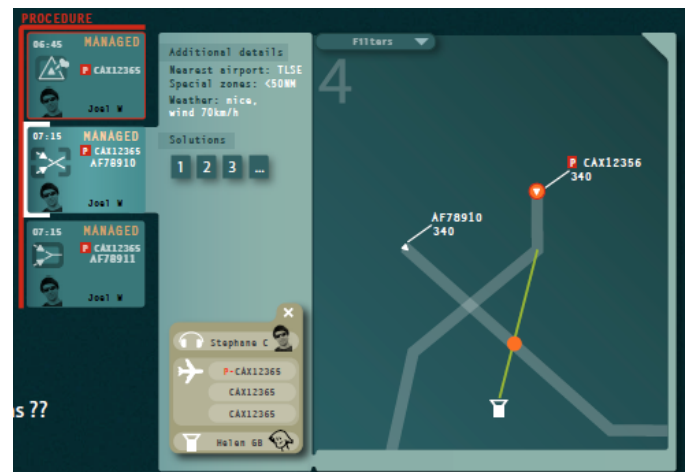 PROCEDURE
06:45 MANAGED
P CAX12365
Joel W
07:15 MANAGED
P CAX12365
AF78910
Joel W
07:15 MANAGED
P CAX12365
AF78911
Joel W
s ??
Additional details
Nearest airport: TLSE
Special zones: <50NM
Weather: nice,
wind 70km/h
Solutions
1 2 3 ...
×
Stephane C
P-CAX12365
CAX12365
CAX12365
Helen GB
Filters
4
P CAX12356
340
AF78910
340